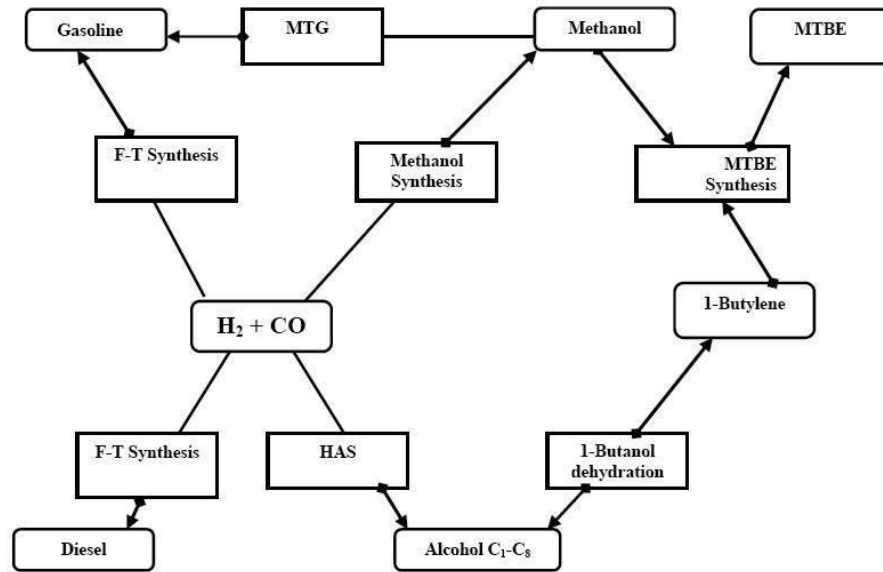 Gasoline
MTG
Methanol
MTBE
F-T Synthesis
Methanol
Synthesis
MTBE
Synthesis
H₂ + CO
1-Butylene
F-T Synthesis
HAS
1-Butanol
dehydration
Diesel
Alcohol C₁-C₈